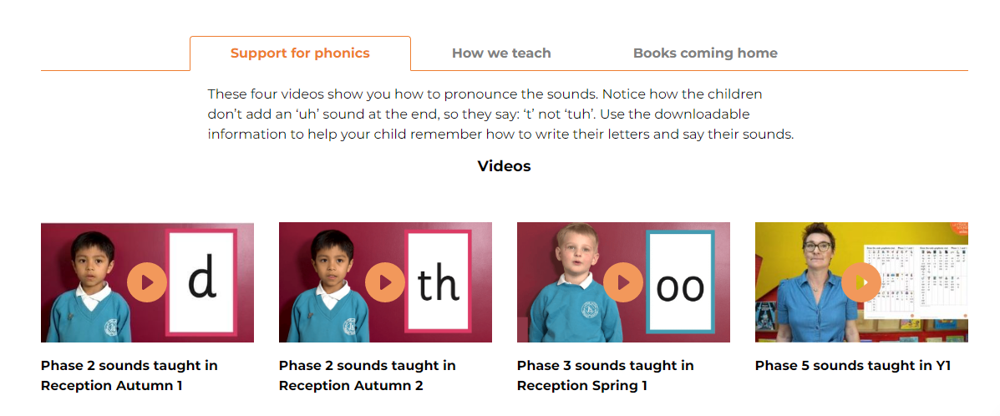 Support for phonics
How we teach
Books coming home
These four videos show you how to pronounce the sounds. Notice how the children
don’t add an ‘uh’ sound at the end, so they say: ‘t’ not ‘tuh’. Use the downloadable
information to help your child remember how to write their letters and say their sounds.
Videos
d
th
oo
Phase 2 sounds taught in
Reception Autumn 1
Phase 2 sounds taught in
Reception Autumn 2
Phase 3 sounds taught in
Reception Spring 1
Phase 5 sounds taught in Y1